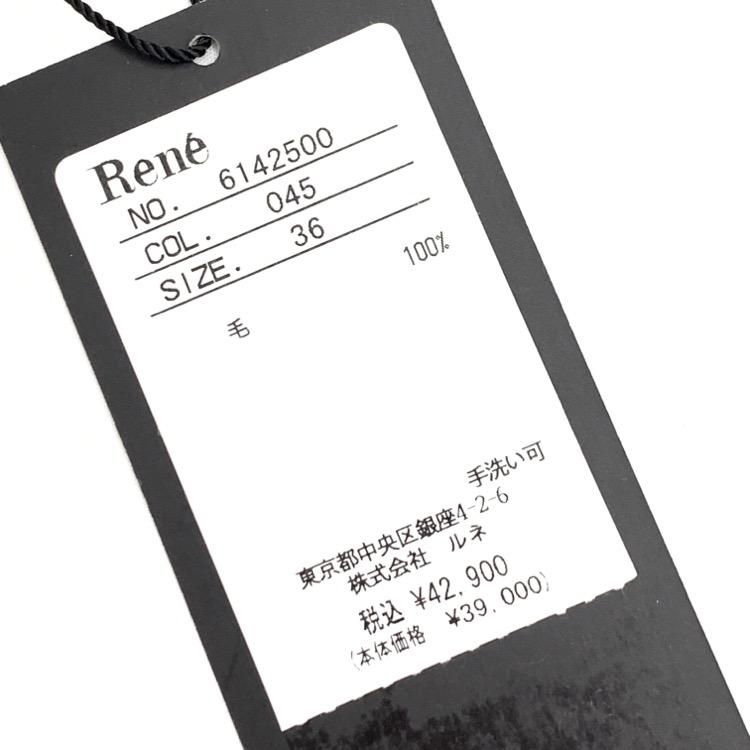 René
NO. 6142500
COL. 045
SIZE. 36
100%
毛
手洗い可
東京都中央区銀座4-2-6
株式会社 ルネ
税込 ¥42,900
(本体価格 ¥39,000)